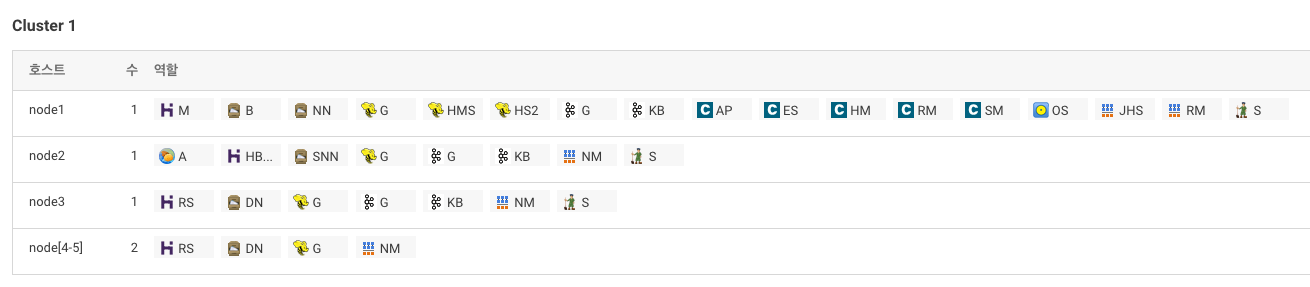 Cluster 1
호스트 수 역할
node1 1 M B NN G HMS HS2 G KB AP ES HM RM SM OS JHS RM S
node2 1 A HB... SNN G G KB NM S
node3 1 RS DN G G KB NM S
node[4-5] 2 RS DN G NM